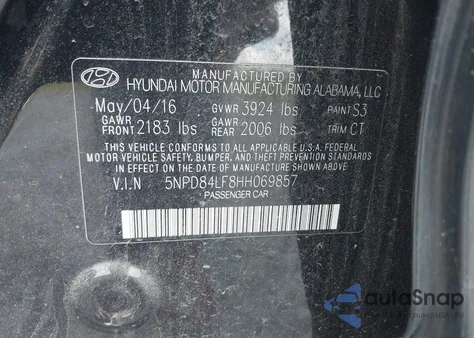 MANUFACTURED BY
HYUNDAI MOTOR MANUFACTURING ALABAMA, LLC
May/04/16 GVWR 3924 lbs PAINT S3
GAWR FRONT 2183 lbs GAWR REAR 2006 lbs TRIM CT
THIS VEHICLE CONFORMS TO ALL APPLICABLE FEDERAL
MOTOR VEHICLE SAFETY, BUMPER, AND THEFT PREVENTION STANDARDS
IN EFFECT ON THE DATE OF MANUFACTURE SHOWN ABOVE.
V.I.N 5NPD84LF8HH069857
PASSENGER CAR
autoSnap